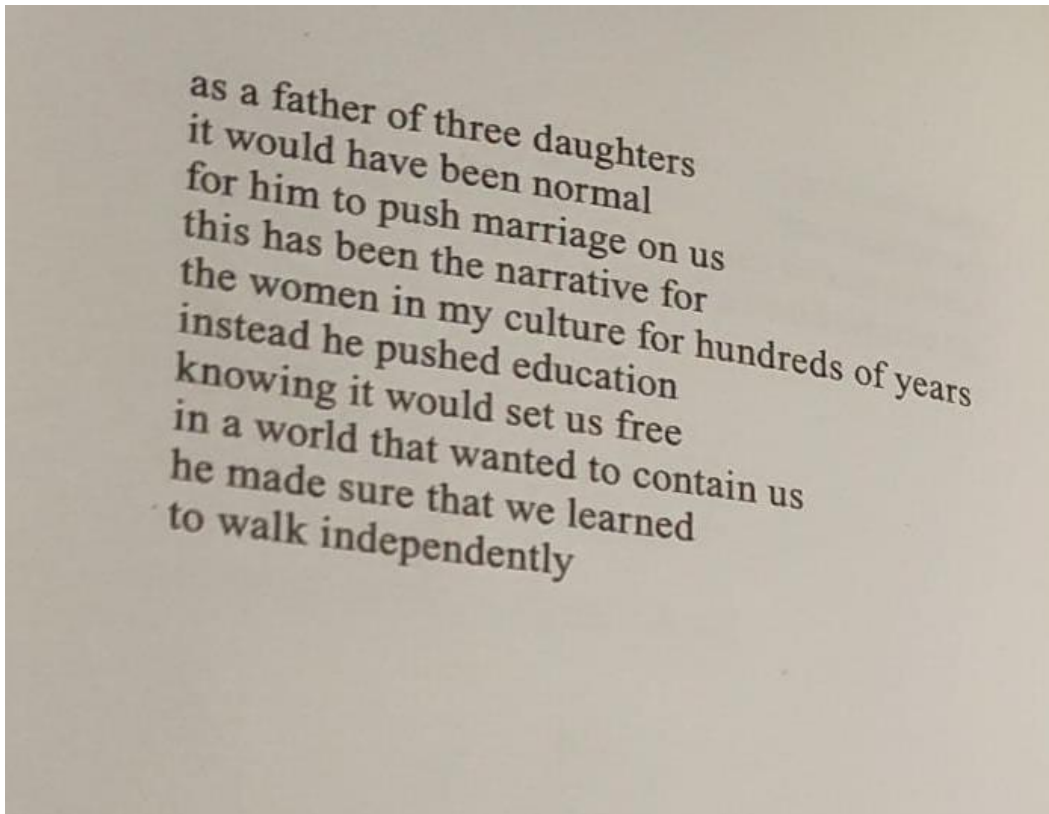 as a father of three daughters
it would have been normal
for him to push marriage on us
this has been the narrative for
the women in my culture for hundreds of years
instead he pushed education
knowing it would set us free
in a world that wanted to contain us
he made sure that we learned
to walk independently